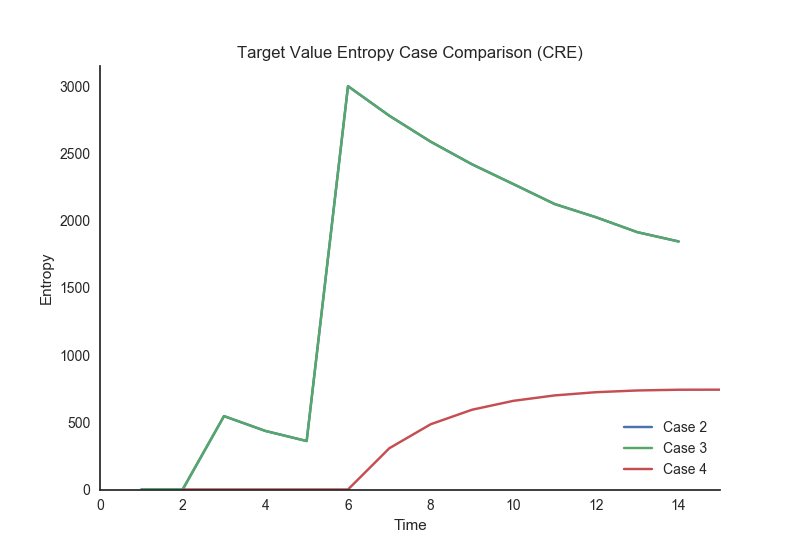 Target Value Entropy Case Comparison (CRE)
3000
2500
2000
1500
1000
500
0
Entropy
0 2 4 6 8 10 12 14
Time
Case 2
Case 3
Case 4